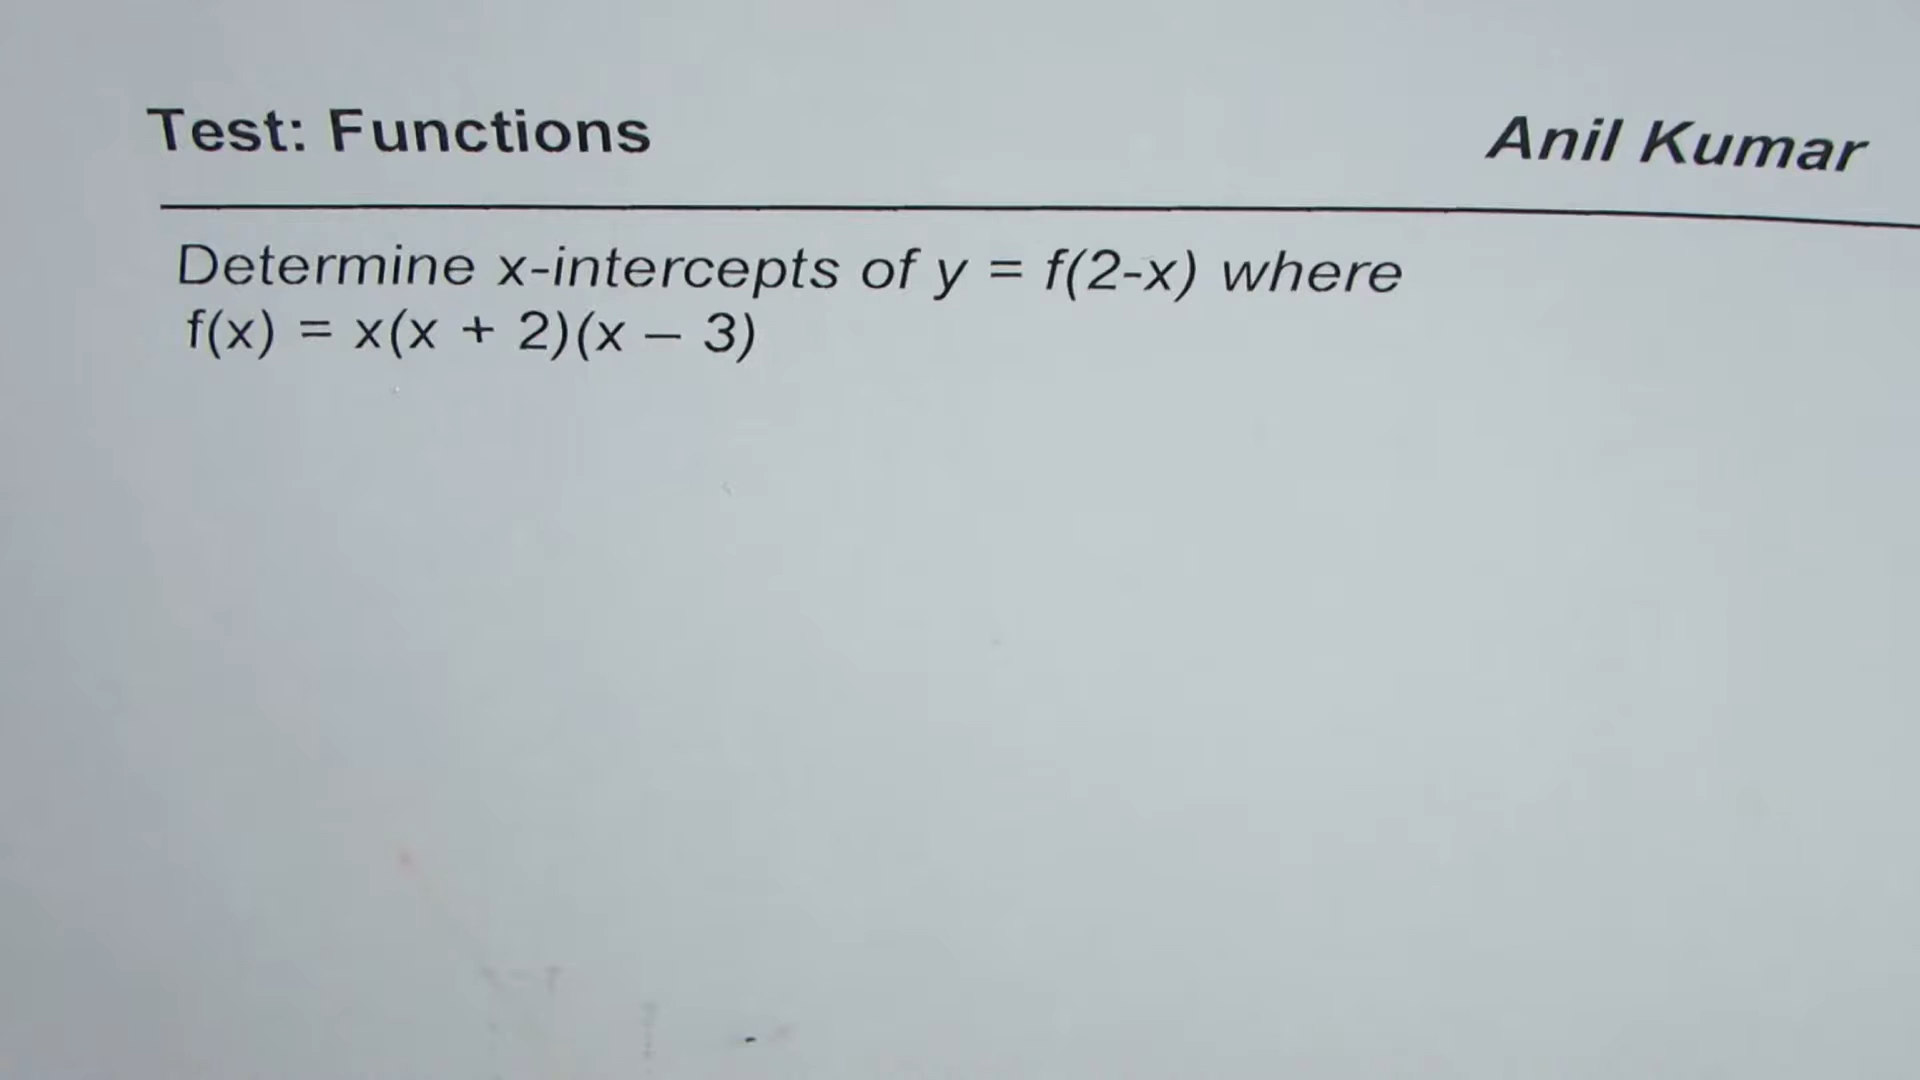 Test: Functions
Anil Kumar
Determine x-intercepts of y = f(2-x) where
f(x) = x(x + 2)(x – 3)